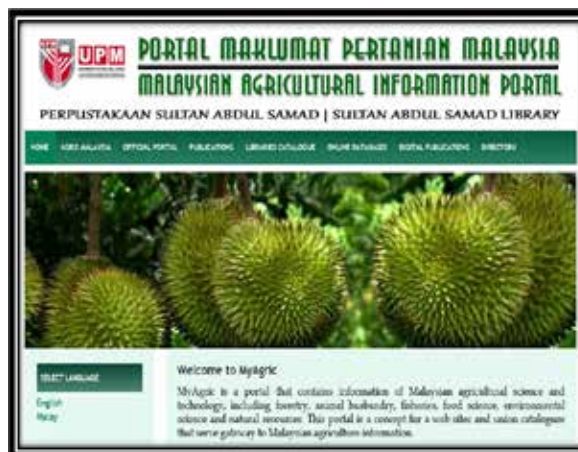 UPM
PORTAL MAKLUMAT PERTANIAN MALAYSIA
MALAYSIAN AGRICULTURAL INFORMATION PORTAL
PERPUSTAKAAN SULTAN ABDUL SAMAD | SULTAN ABDUL SAMAD LIBRARY
HOME AGRIS MALAYSIA OFFICIAL PORTAL PUBLICATIONS LIBRARIES CATALOGUE ONLINE DATABASES DIGITAL PUBLICATIONS DIRECTORY
SELECT LANGUAGE
English
Malay
Welcome to MyAgric
MyAgric is a portal that contains information of Malaysian agricultural science and
technology, including forestry, animal husbandry, fisheries, food science, environmental
science and natural resources. This portal is a concept for a web sites and union catalogues
that serve gateway to Malaysian agriculture information.